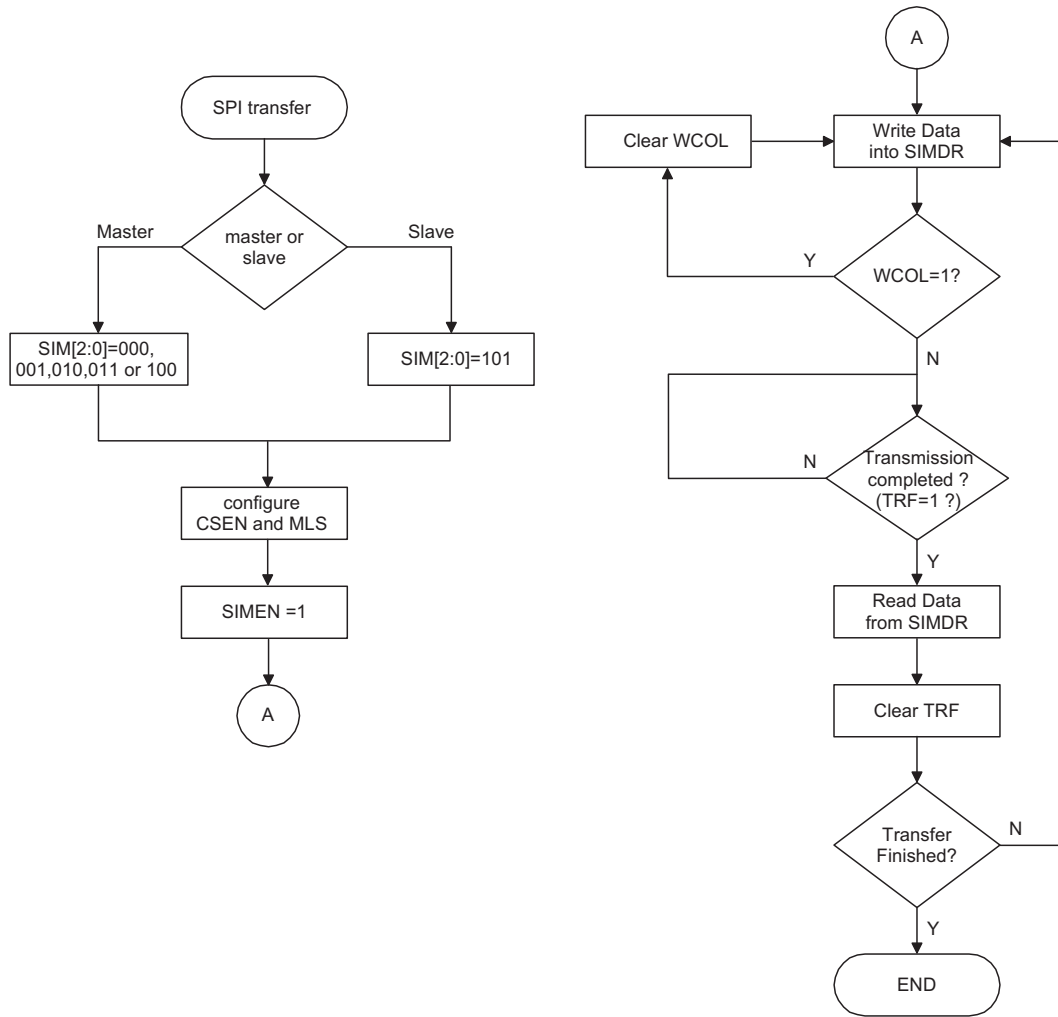 SPI transfer
master or
slave
Master
Slave
SIM[2:0]=000,
001,010,011 or 100
SIM[2:0]=101
configure
CSEN and MLS
SIMEN =1
A
A
Write Data
into SIMDR
Clear WCOL
WCOL=1?
Y
N
Transmission
completed ?
(TRF=1 ?)
N
Y
Read Data
from SIMDR
Clear TRF
Transfer
Finished?
N
Y
END